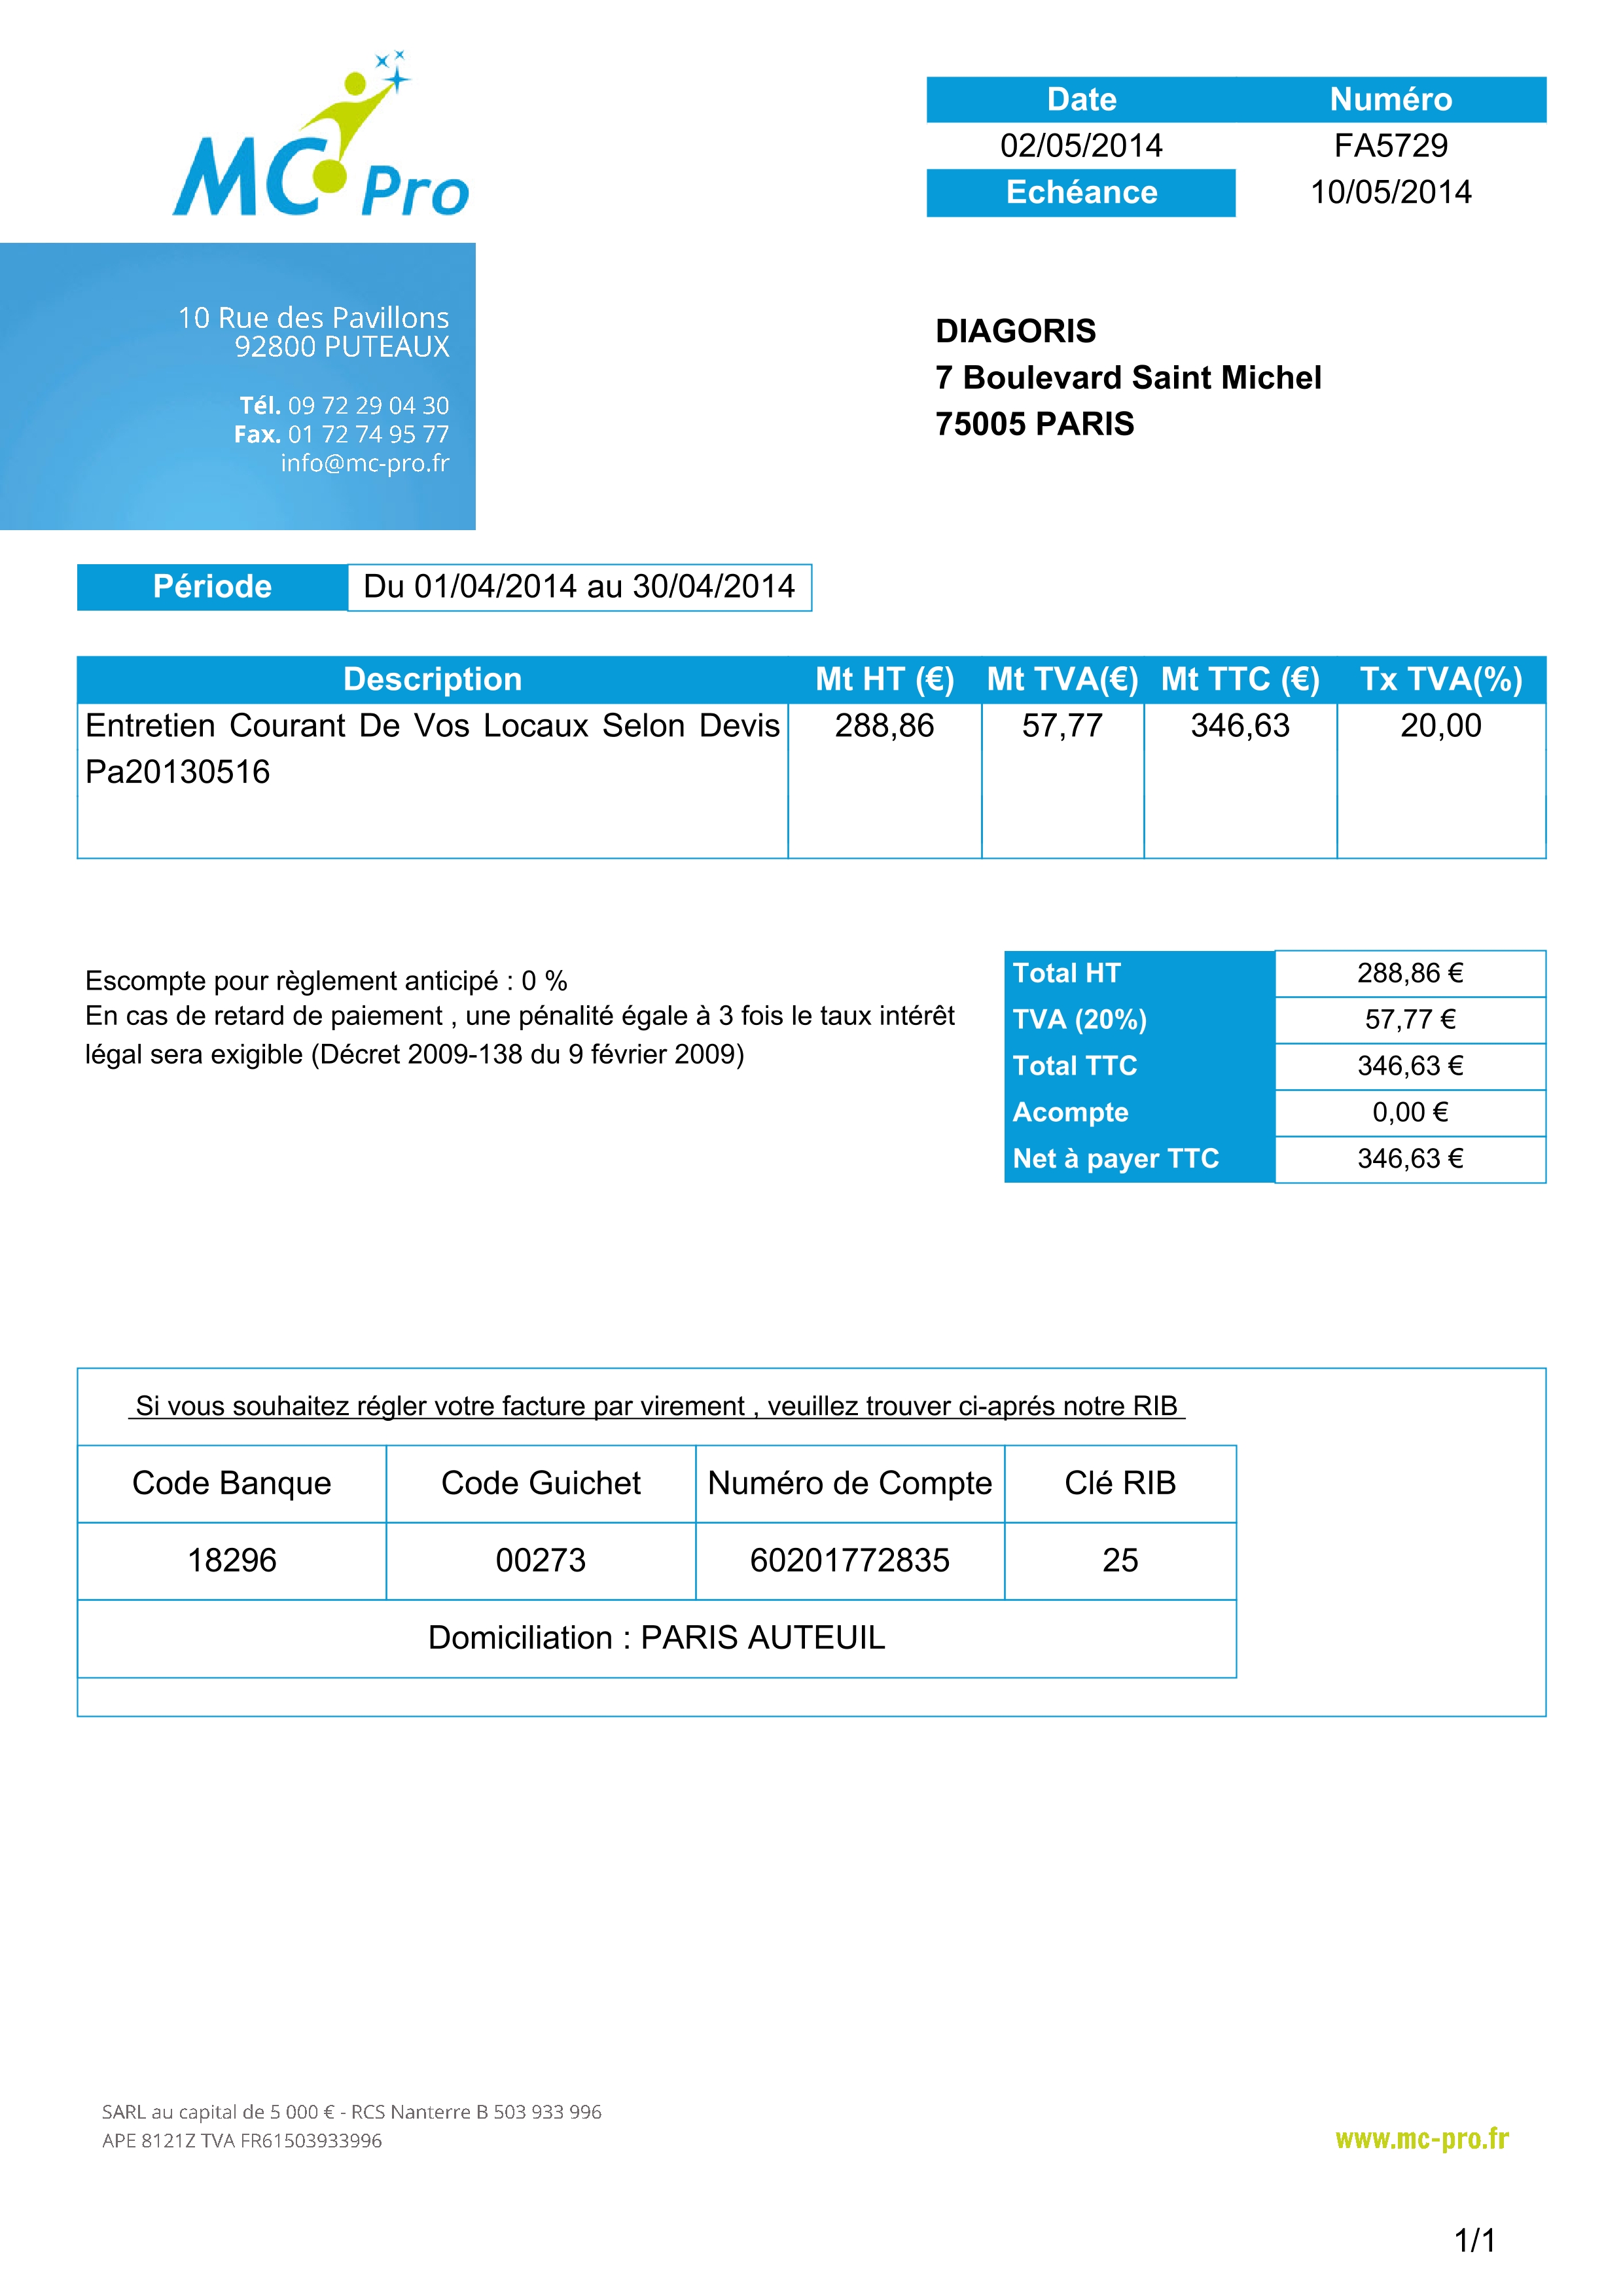 MC Pro
Date Numéro
02/05/2014 FA5729
Echéance 10/05/2014
10 Rue des Pavillons
92800 PUTEAUX
Tél. 09 72 29 04 30
Fax. 01 72 74 95 77
info@mc-pro.fr
DIAGORIS
7 Boulevard Saint Michel
75005 PARIS
Période Du 01/04/2014 au 30/04/2014
Description Mt HT (€) Mt TVA(€) Mt TTC (€) Tx TVA(%)
Entretien Courant De Vos Locaux Selon Devis 288,86 57,77 346,63 20,00
Pa20130516
Escompte pour règlement anticipé : 0 %
En cas de retard de paiement , une pénalité égale à 3 fois le taux intérêt
légal sera exigible (Décret 2009-138 du 9 février 2009)
Total HT 288,86 €
TVA (20%) 57,77 €
Total TTC 346,63 €
Acompte 0,00 €
Net à payer TTC 346,63 €
Si vous souhaitez régler votre facture par virement , veuillez trouver ci-aprés notre RIB
Code Banque Code Guichet Numéro de Compte Clé RIB
18296 00273 60201772835 25
Domiciliation : PARIS AUTEUIL
SARL au capital de 5 000 € - RCS Nanterre B 503 933 996
APE 8121Z TVA FR61503933996
www.mc-pro.fr
1/1